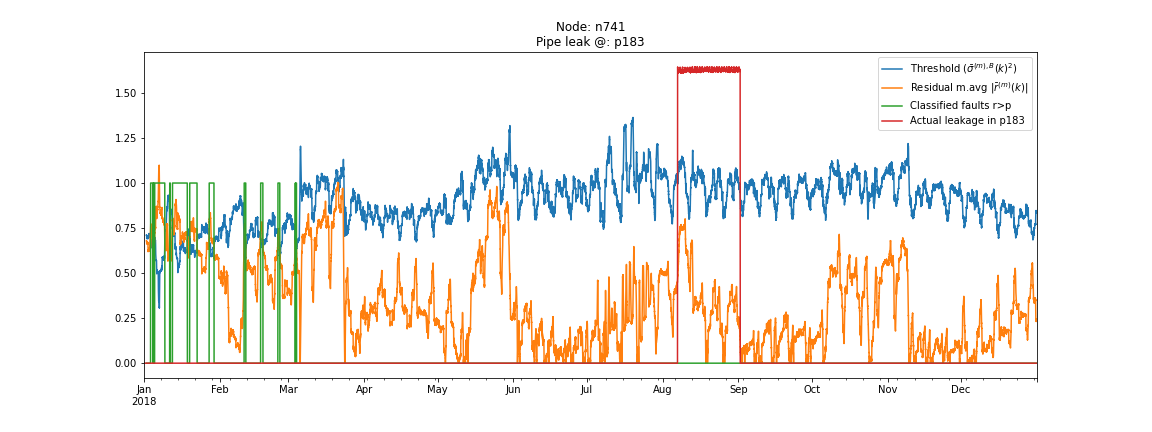 Node: n741
Pipe leak @: p183
Threshold (σ̄⁽ᵐ⁾,ᴮ(k)²)
Residual m.avg |r̄⁽ᵐ⁾(k)|
Classified faults r>p
Actual leakage in p183
1.50
1.25
1.00
0.75
0.50
0.25
0.00
Jan Feb Mar Apr May Jun Jul Aug Sep Oct Nov Dec
2018